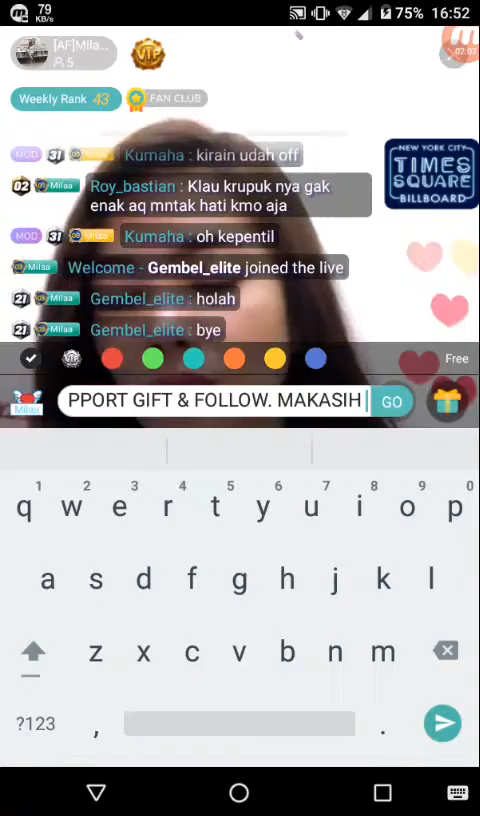 79
KB/s
75% 16:52
[AF]Mila...
5
VIP
02:02
Weekly Rank 43
FAN CLUB
NEW YORK CITY
TIMES
SQUARE
BILLBOARD
MOD 31 Kumaha : kirain udah off
02 Milaa Roy_bastian : Klau krupuk nya gak
enak aq mntak hati kmo aja
MOD 31 Kumaha : oh kepentil
Milaa Welcome - Gembel_elite joined the live
21 Milaa Gembel_elite : holah
21 Milaa Gembel_elite : bye
VIP
Free
Milaa PPORT GIFT & FOLLOW. MAKASIH GO
1 2 3 4 5 6 7 8 9 0
q w e r t y u i o p
a s d f g h j k l
z x c v b n m
?123 , .